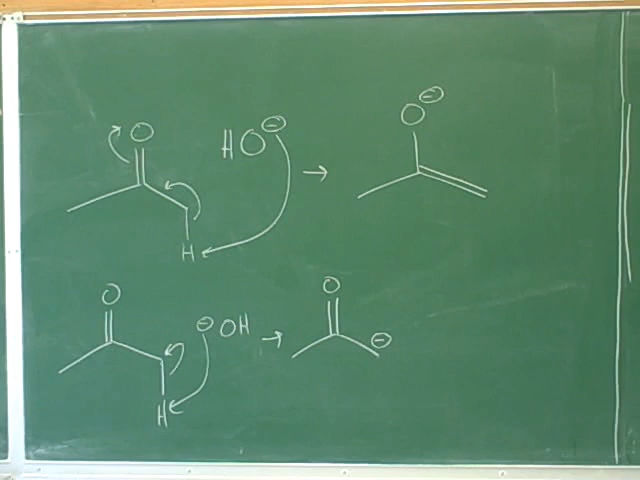 O HO⊖ → O⊖
H
O ⊖OH → O ⊖
H